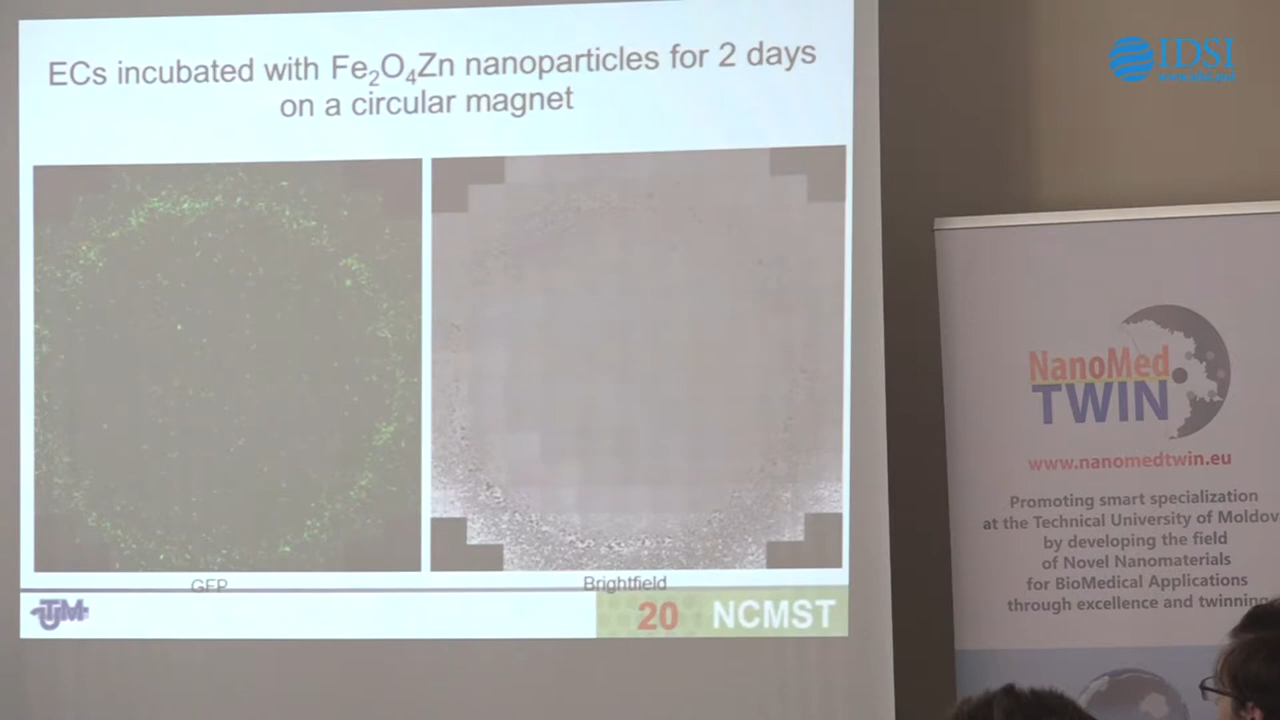 ECs incubated with Fe₂O₄Zn nanoparticles for 2 days
on a circular magnet
GFP
Brightfield
UTM
20
NCMST
IDSI
NanoMed
TWIN
www.nanomedtwin.eu
Promoting smart specialization
at the Technical University of Moldov
by developing the field
of Novel Nanomaterials
for BioMedical Applications
through excellence and twinning